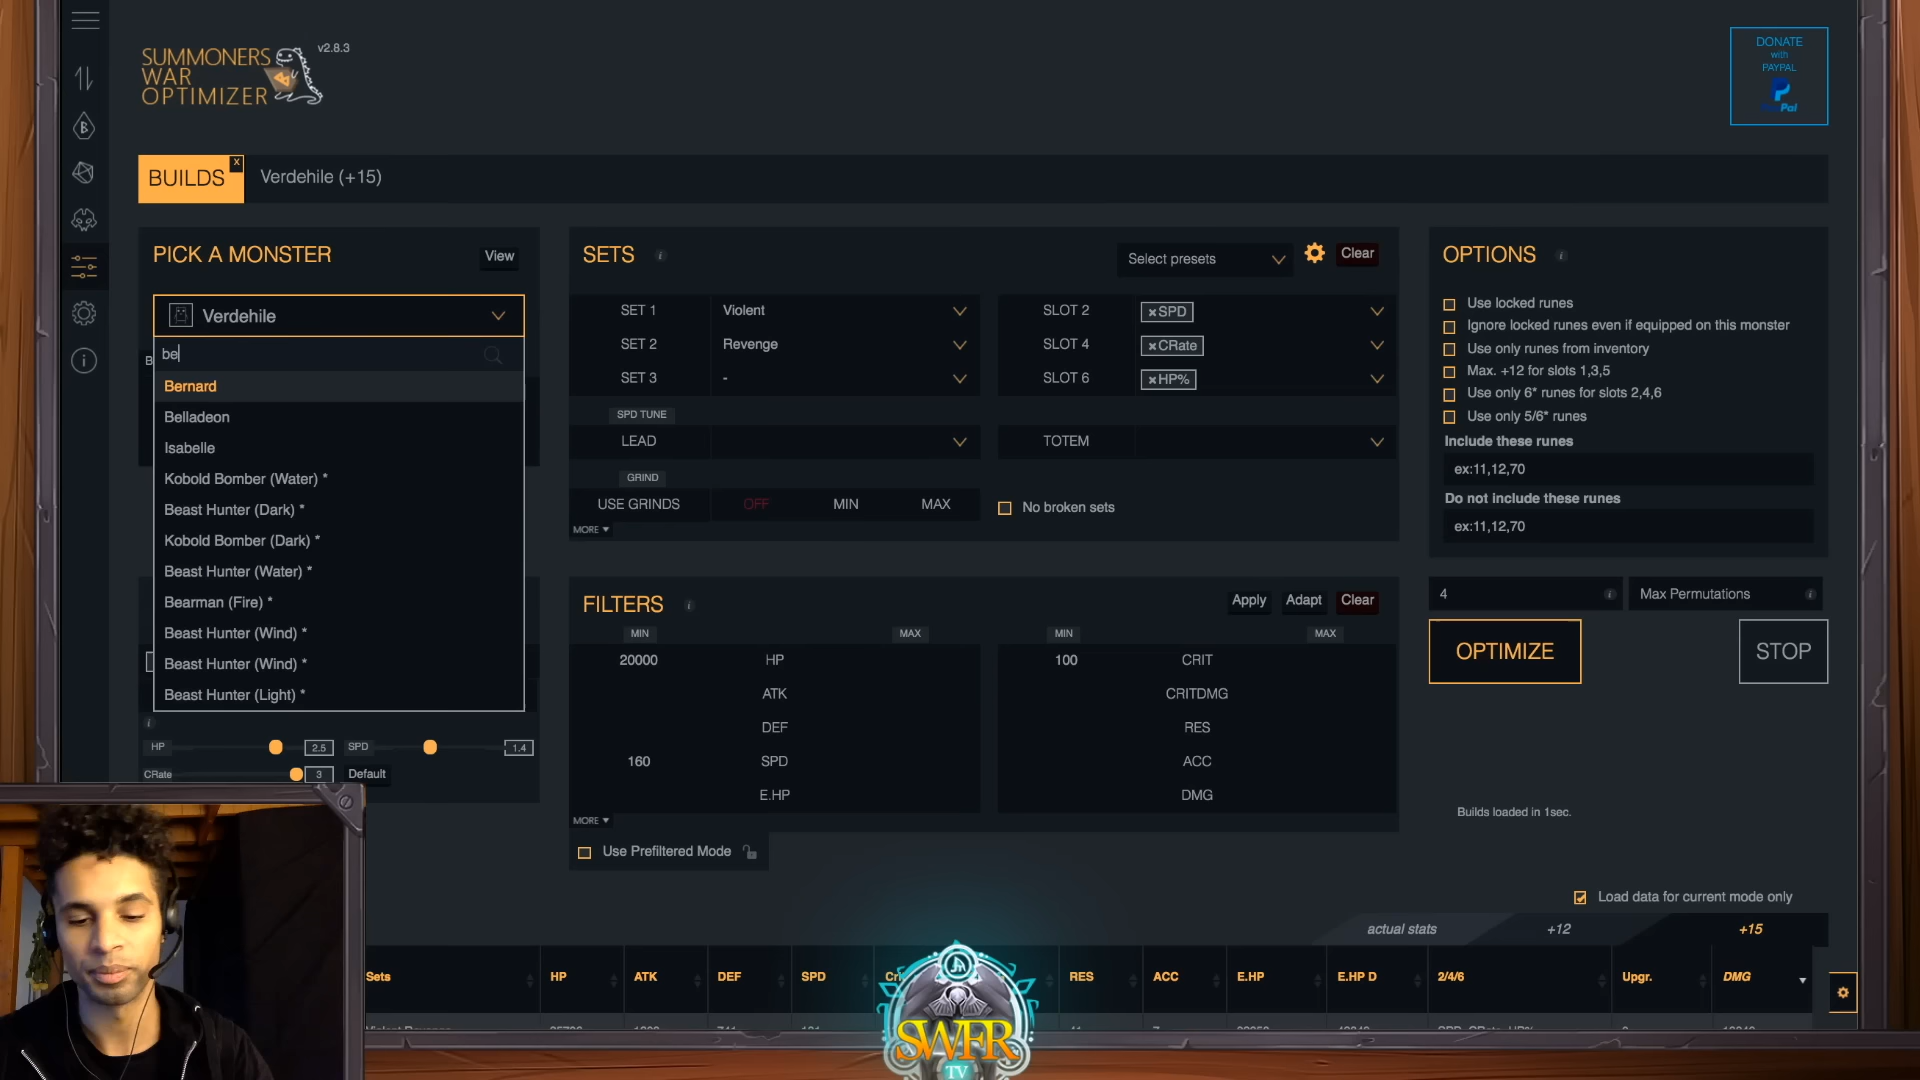 SUMMONERS
WAR
OPTIMIZER
v2.8.3
DONATE
with
PAYPAL
PayPal
BUILDS
x
Verdehile (+15)
PICK A MONSTER
View
Verdehile
be
Bernard
Belladeon
Isabelle
Kobold Bomber (Water) *
Beast Hunter (Dark) *
Kobold Bomber (Dark) *
Beast Hunter (Water) *
Bearman (Fire) *
Beast Hunter (Wind) *
Beast Hunter (Wind) *
Beast Hunter (Light) *
HP 2.5 SPD 1.4
CRate 3 Default
SETS
Select presets
Clear
SET 1 Violent
SET 2 Revenge
SET 3 -
SLOT 2 ×SPD
SLOT 4 ×CRate
SLOT 6 ×HP%
SPD TUNE
LEAD
TOTEM
GRIND
USE GRINDS OFF MIN MAX
No broken sets
MORE
FILTERS
Apply Adapt Clear
MIN MAX MIN MAX
20000 HP 100 CRIT
ATK CRITDMG
DEF RES
160 SPD ACC
E.HP DMG
MORE
Use Prefiltered Mode
OPTIONS
Use locked runes
Ignore locked runes even if equipped on this monster
Use only runes from inventory
Max. +12 for slots 1,3,5
Use only 6* runes for slots 2,4,6
Use only 5/6* runes
Include these runes
ex:11,12,70
Do not include these runes
ex:11,12,70
4
Max Permutations
OPTIMIZE
STOP
Builds loaded in 1sec.
Load data for current mode only
actual stats +12 +15
Sets HP ATK DEF SPD RES ACC E.HP E.HP D 2/4/6 Upgr. DMG
SWFR
TV